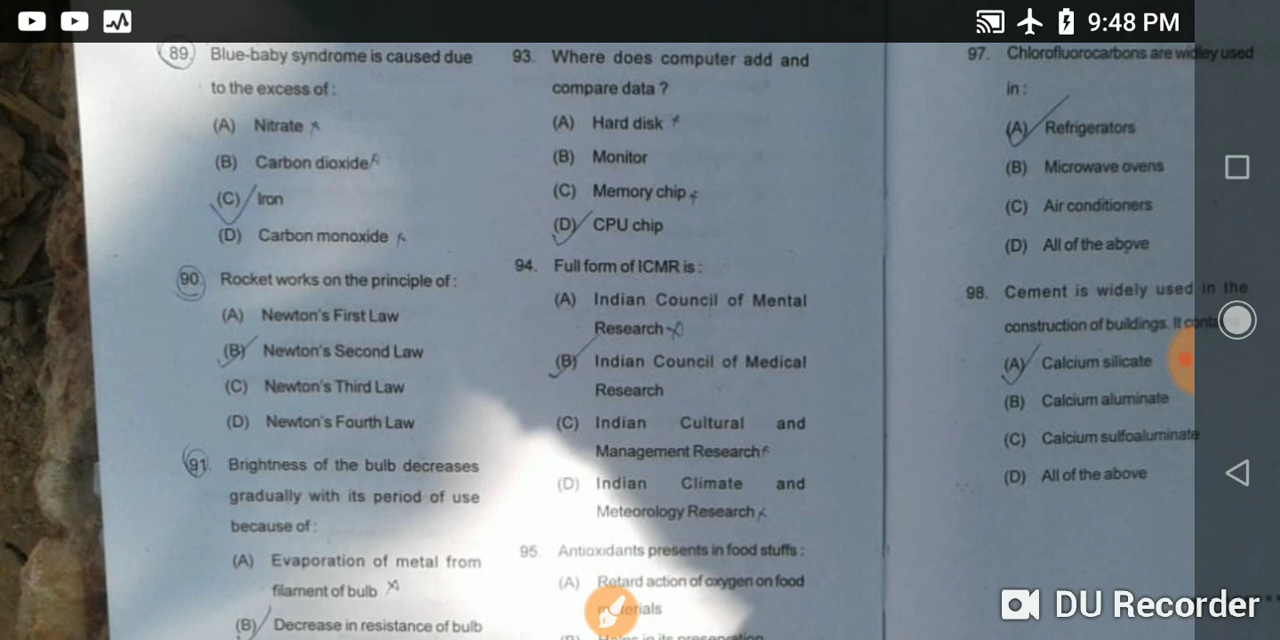 9:48 PM
89. Blue-baby syndrome is caused due
to the excess of :
(A) Nitrate
(B) Carbon dioxide
(C) Iron
(D) Carbon monoxide
90. Rocket works on the principle of :
(A) Newton's First Law
(B) Newton's Second Law
(C) Newton's Third Law
(D) Newton's Fourth Law
91. Brightness of the bulb decreases
gradually with its period of use
because of :
(A) Evaporation of metal from
filament of bulb
(B) Decrease in resistance of bulb
93. Where does computer add and
compare data ?
(A) Hard disk
(B) Monitor
(C) Memory chip
(D) CPU chip
94. Full form of ICMR is :
(A) Indian Council of Mental
Research
(B) Indian Council of Medical
Research
(C) Indian Cultural and
Management Research
(D) Indian Climate and
Meteorology Research
95. Antioxidants presents in food stuffs :
(A) Retard action of oxygen on food
materials
(B) Helps in its preservation
97. Chlorofluorocarbons are widley used
in :
(A) Refrigerators
(B) Microwave ovens
(C) Air conditioners
(D) All of the above
98. Cement is widely used in the
construction of buildings. It
(A) Calcium silicate
(B) Calcium aluminate
(C) Calcium sulfoaluminate
(D) All of the above
DU Recorder